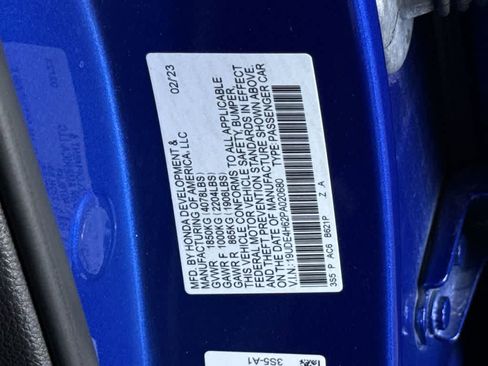 MFD. BY HONDA DEVELOPMENT & 02/23
MANUFACTURING OF AMERICA, LLC
GVWR 1850KG (4078LBS)
GAWR F 1000KG (2204LBS)
GAWR R 865KG (1906LBS)
THIS VEHICLE CONFORMS TO ALL APPLICABLE
FEDERAL MOTOR VEHICLE SAFETY, BUMPER,
AND THEFT PREVENTION STANDARDS IN EFFECT
ON THE DATE OF MANUFACTURE SHOWN ABOVE.
V.I.N.: 19UDE4H62PA020680 TYPE:PASSENGER CAR
3S5 P AC6 B621P Z A
3S5-A1